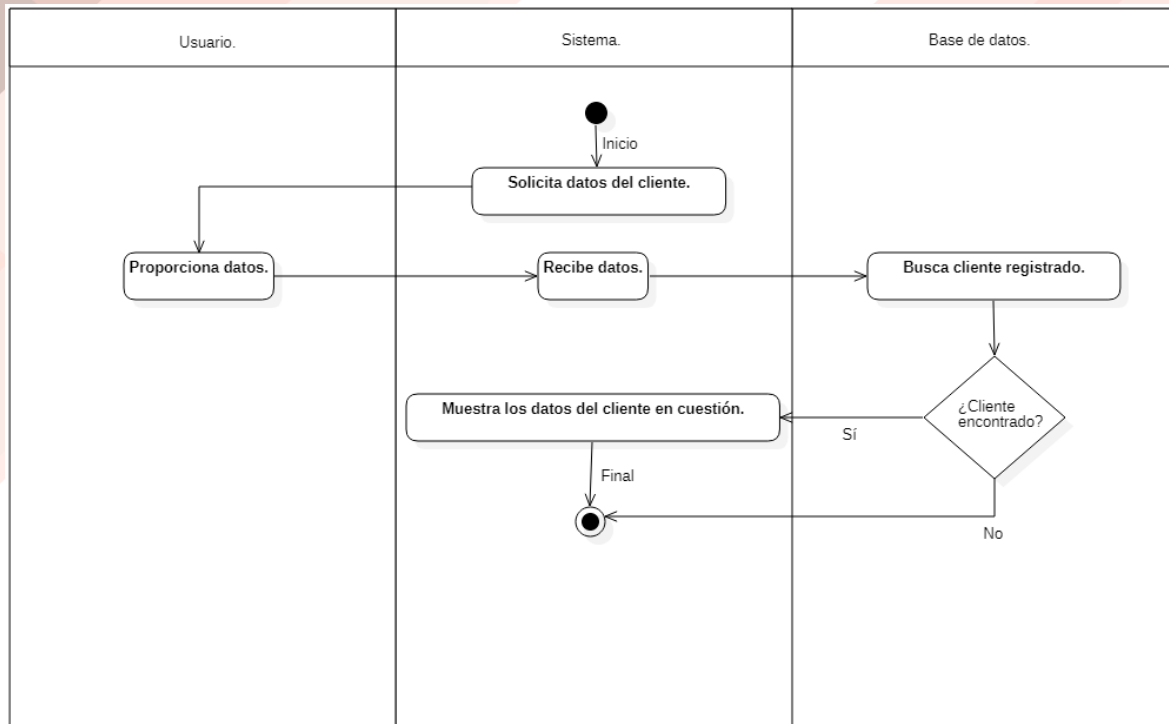 Usuario.
Sistema.
Base de datos.
Inicio
Solicita datos del cliente.
Proporciona datos.
Recibe datos.
Busca cliente registrado.
Muestra los datos del cliente en cuestión.
¿Cliente
encontrado?
Sí
Final
No